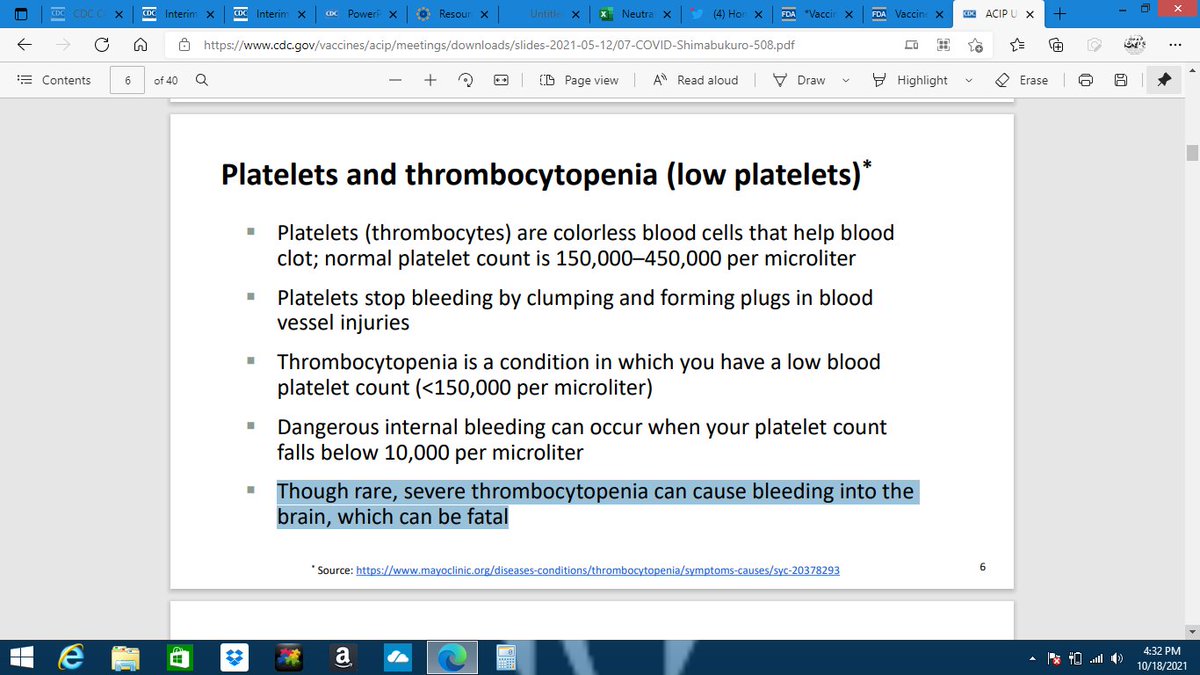 CDC C
Interim
Interim
PowerP
Resour
Untitle
Neutra
(4) Hon
*Vaccin
Vaccine
ACIP U
https://www.cdc.gov/vaccines/acip/meetings/downloads/slides-2021-05-12/07-COVID-Shimabukuro-508.pdf
Contents 6 of 40 Page view Read aloud Draw Highlight Erase
Platelets and thrombocytopenia (low platelets)*
▪ Platelets (thrombocytes) are colorless blood cells that help blood
clot; normal platelet count is 150,000–450,000 per microliter
▪ Platelets stop bleeding by clumping and forming plugs in blood
vessel injuries
▪ Thrombocytopenia is a condition in which you have a low blood
platelet count (<150,000 per microliter)
▪ Dangerous internal bleeding can occur when your platelet count
falls below 10,000 per microliter
▪ Though rare, severe thrombocytopenia can cause bleeding into the
brain, which can be fatal
* Source: https://www.mayoclinic.org/diseases-conditions/thrombocytopenia/symptoms-causes/syc-20378293
6
4:32 PM
10/18/2021